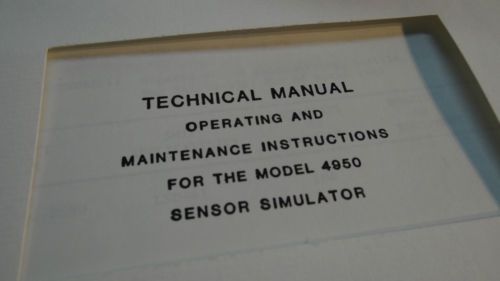 TECHNICAL MANUAL
OPERATING AND
MAINTENANCE INSTRUCTIONS
FOR THE MODEL 4950
SENSOR SIMULATOR